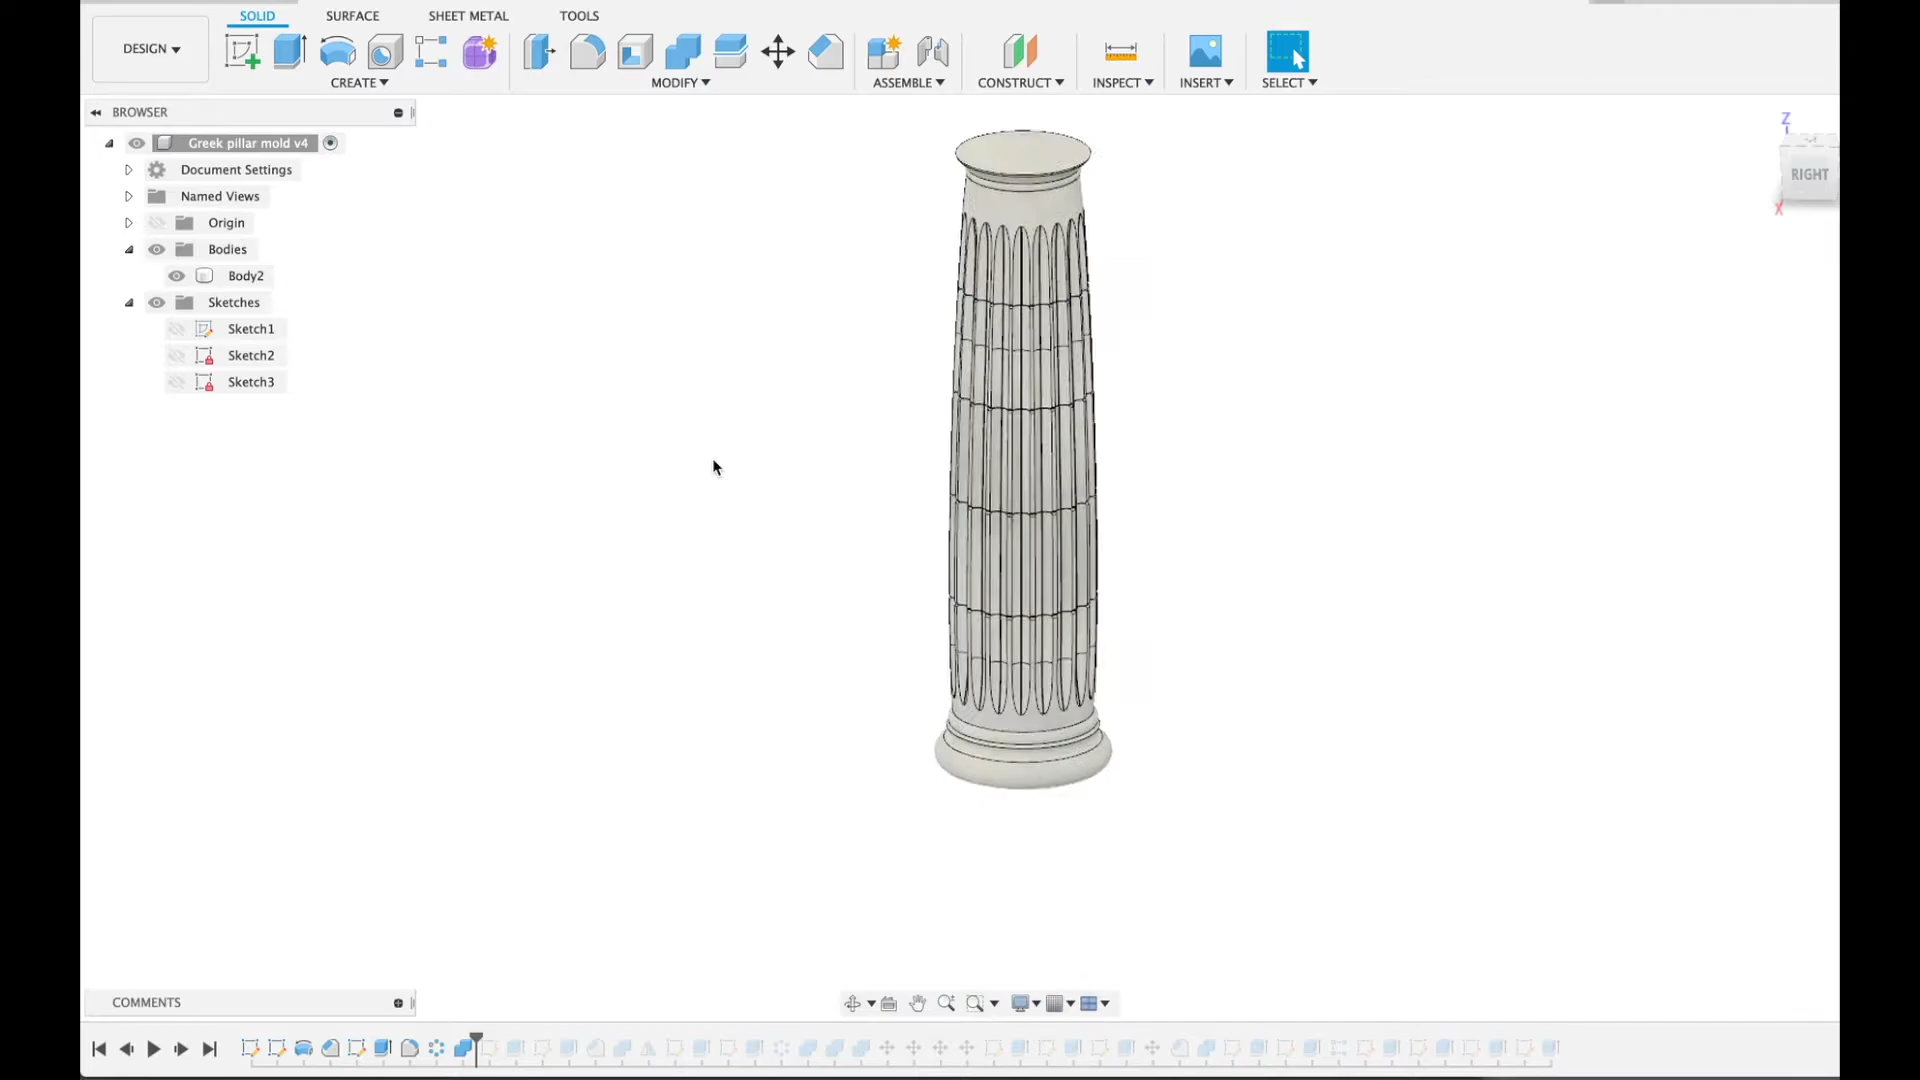 SOLID SURFACE SHEET METAL TOOLS
DESIGN
CREATE MODIFY ASSEMBLE CONSTRUCT INSPECT INSERT SELECT
BROWSER
Greek pillar mold v4
Document Settings
Named Views
Origin
Bodies
Body2
Sketches
Sketch1
Sketch2
Sketch3
Z
RIGHT
X
COMMENTS